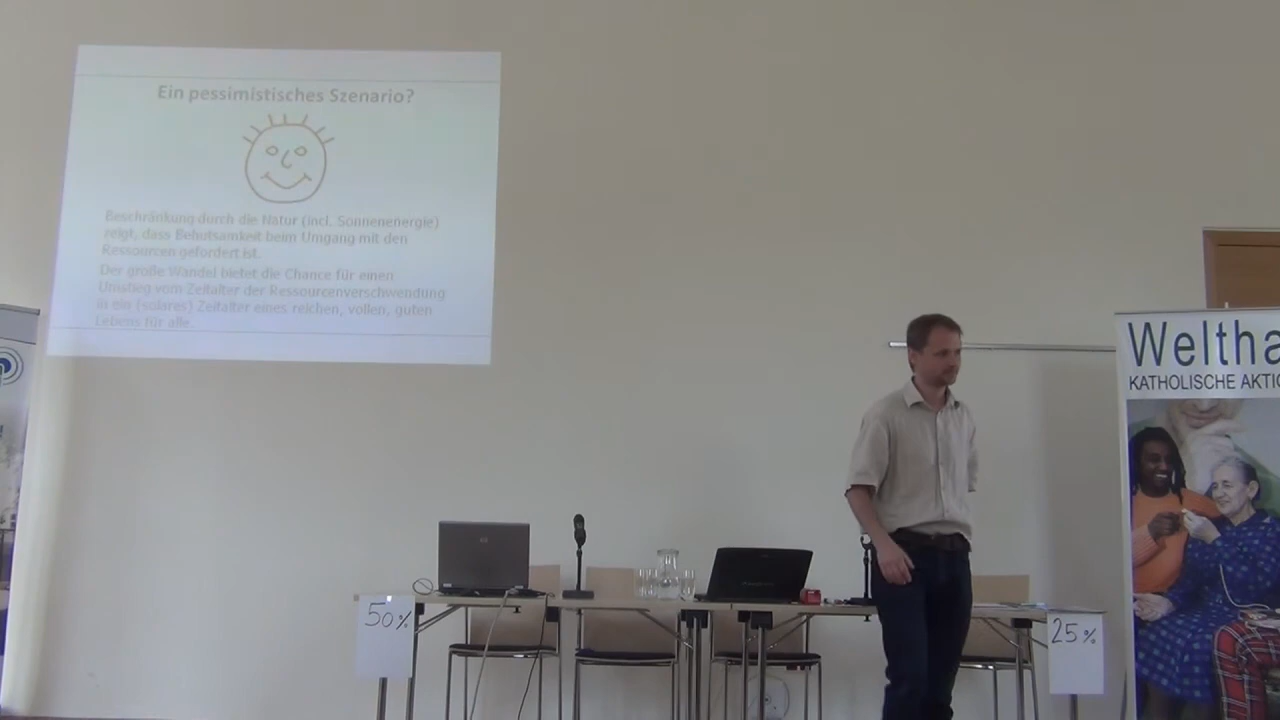 Ein pessimistisches Szenario?
Beschränkung durch die Natur (incl. Sonnenenergie)
zeigt, dass Behutsamkeit beim Umgang mit den
Ressourcen gefordert ist.
Der große Wandel bietet die Chance für einen
Umstieg vom Zeitalter der Ressourcenverschwendung
in ein (solares) Zeitalter eines reichen, vollen, guten
Lebens für alle.
Weltha
KATHOLISCHE AKTIO
50%
25%